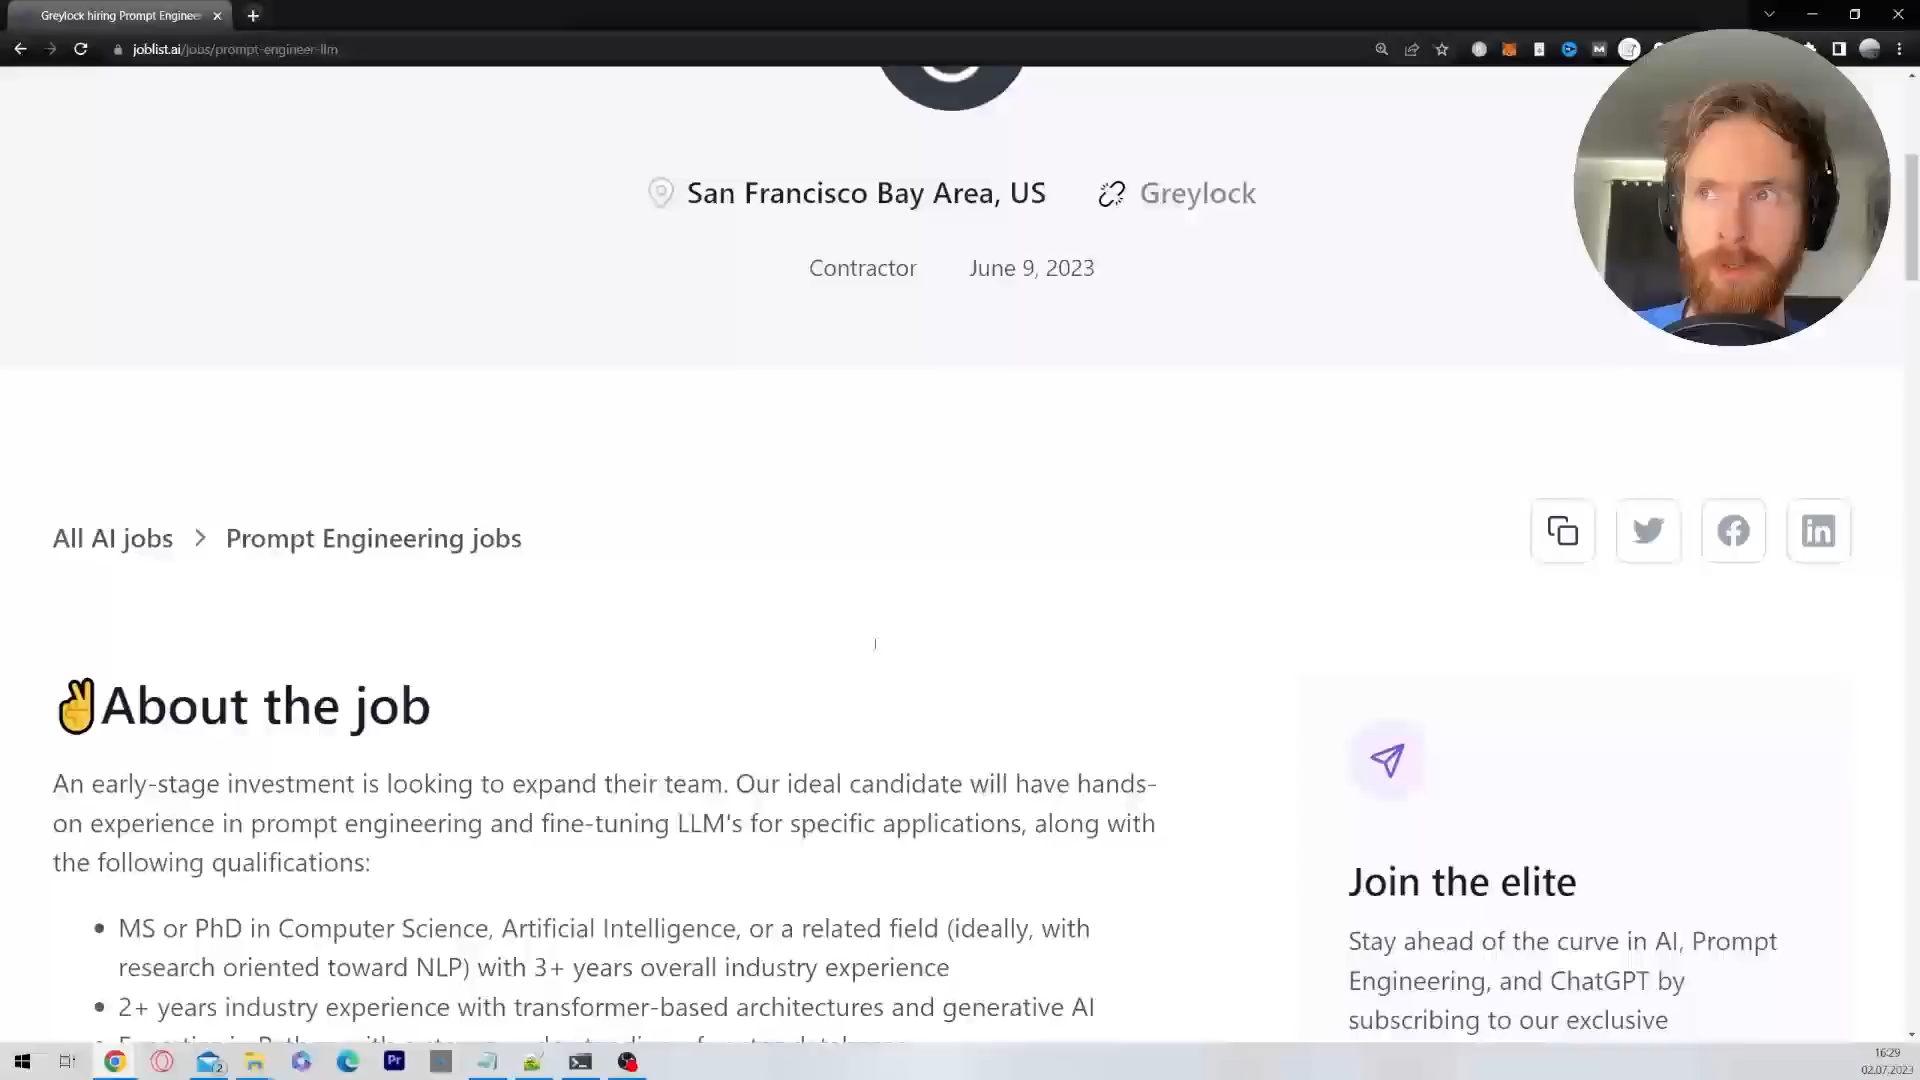 Greylock hiring Prompt Enginee
joblist.ai/jobs/prompt-engineer-llm
San Francisco Bay Area, US
Greylock
Contractor
June 9, 2023
All AI jobs
Prompt Engineering jobs
✌About the job
An early-stage investment is looking to expand their team. Our ideal candidate will have hands-
on experience in prompt engineering and fine-tuning LLM's for specific applications, along with
the following qualifications:
• MS or PhD in Computer Science, Artificial Intelligence, or a related field (ideally, with
research oriented toward NLP) with 3+ years overall industry experience
• 2+ years industry experience with transformer-based architectures and generative AI
Join the elite
Stay ahead of the curve in AI, Prompt
Engineering, and ChatGPT by
subscribing to our exclusive
Pr
2
16:29
02.07.2023